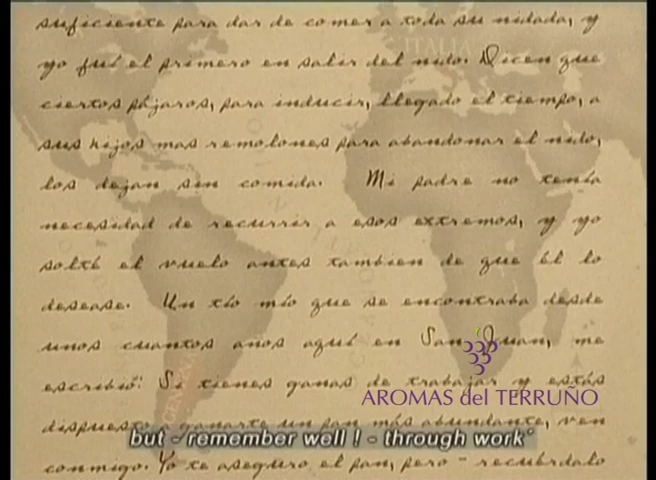 suficiente para dar de comer a toda su nidada, y
yo fuí el primero en salir del nido. Dicen que
ITALIA
ciertos pájaros, para inducir, llegado el tiempo, a
sus hijos mas remolones para abandonar el nido,
los dejan sin comida. Mi padre no tenía
necesidad de recurrir a esos extremos, y yo
solté el vuelo antes tambien de que él lo
desease. Un tío mío que se encontraba desde
unos cuantos anos aquí en San Juan, me
escribió: Si tienes ganas de trabajar y estás
AROMAS del TERRUÑO
dispuesto a ganarte un pan más abundante, ven
but - remember well ! - through work"
conmigo. Yo te aseguro el pan, pero - recuérdalo